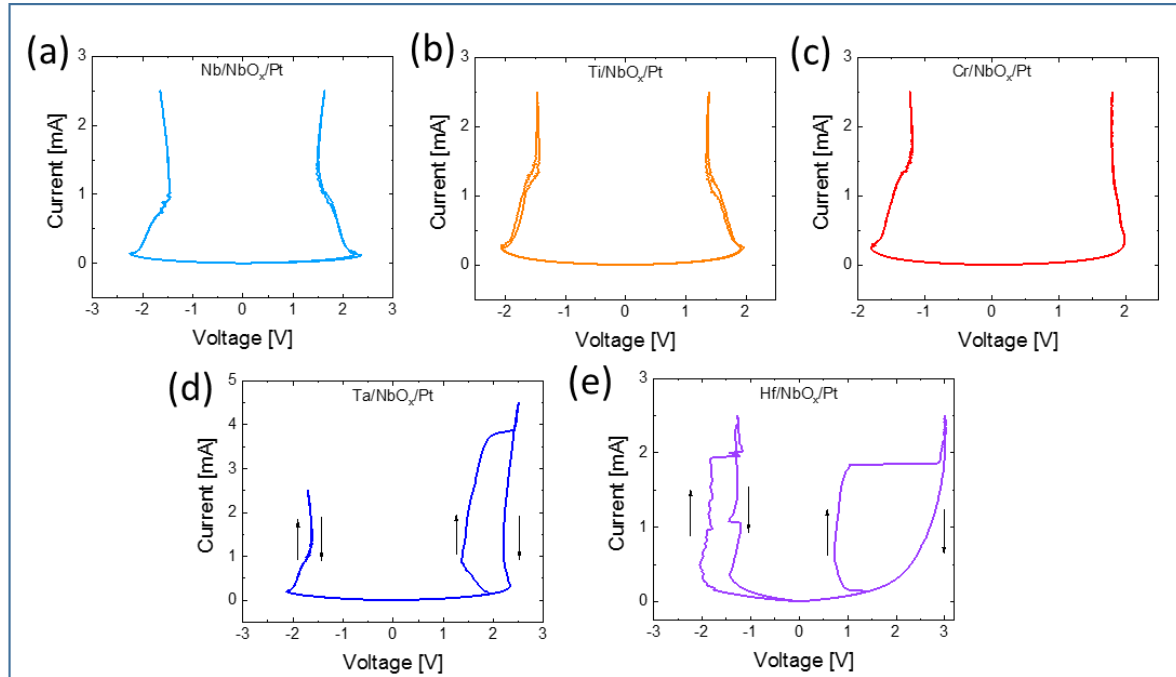 (a)
Nb/NbOₓ/Pt
3
2
1
0
-3 -2 -1 0 1 2 3
Current [mA]
Voltage [V]
(b)
Ti/NbOₓ/Pt
3
2
1
0
-2 -1 0 1 2
Current [mA]
Voltage [V]
(c)
Cr/NbOₓ/Pt
3
2
1
0
-2 -1 0 1 2
Current [mA]
Voltage [V]
(d)
Ta/NbOₓ/Pt
5
4
3
2
1
0
-3 -2 -1 0 1 2 3
Current [mA]
Voltage [V]
(e)
Hf/NbOₓ/Pt
3
2
1
0
-3 -2 -1 0 1 2 3
Current [mA]
Voltage [V]